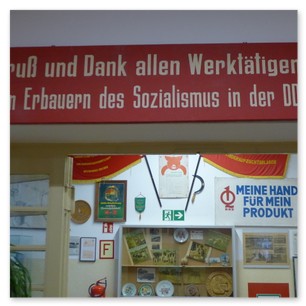 ruß und Dank allen Werktätigen
n Erbauern des Sozialismus in der DD
MEINE HAND
FÜR MEIN
PRODUKT
F